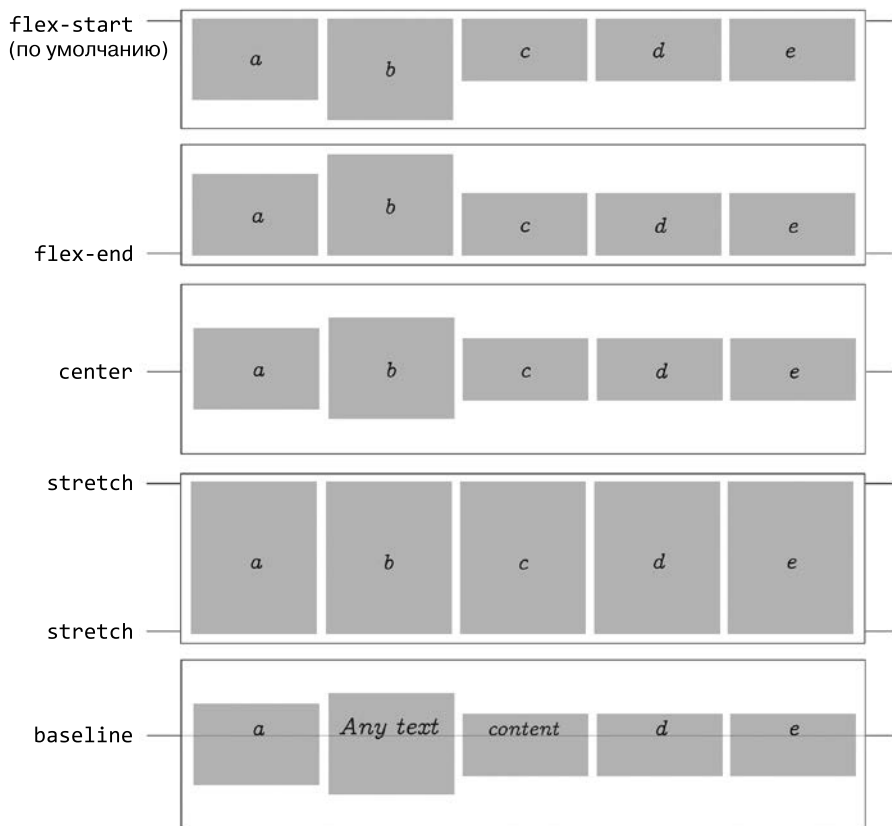 flex-start
(по умолчанию)
a b c d e
a b c d e
flex-end
center
a b c d e
stretch
a b c d e
stretch
baseline
a Any text content d e